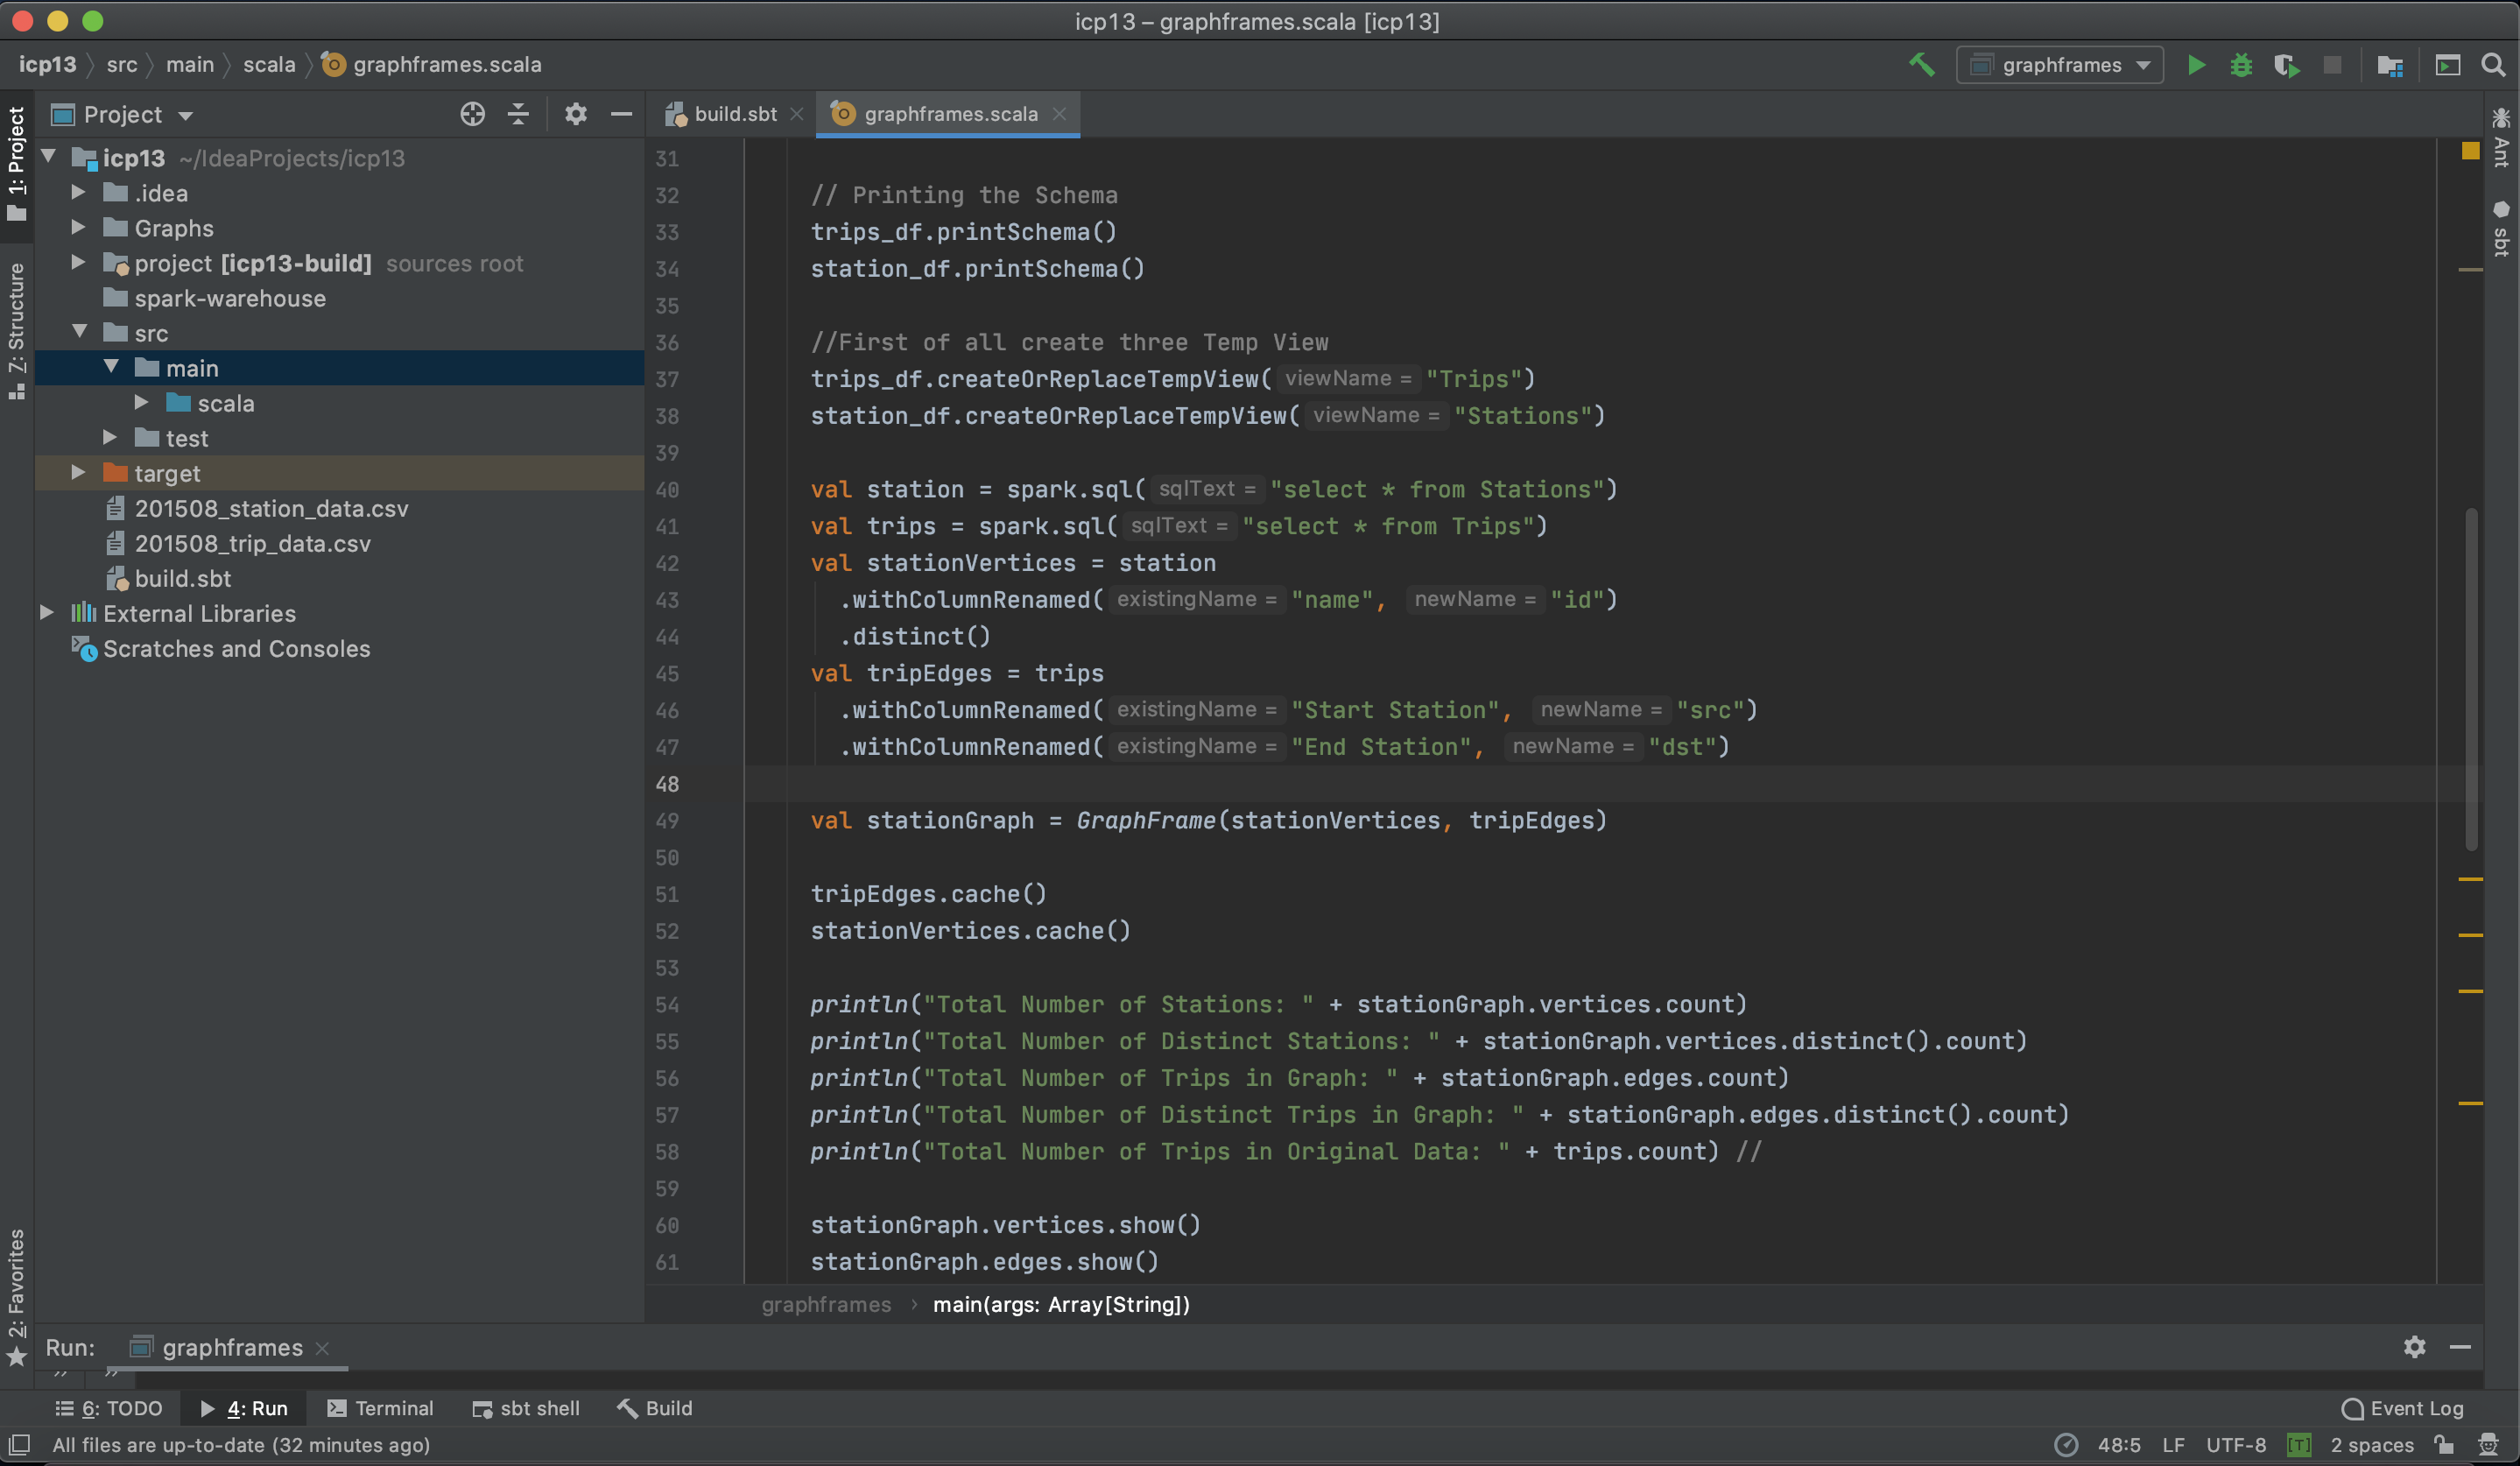 icp13 – graphframes.scala [icp13]
icp13 src main scala graphframes.scala
graphframes
1: Project
7: Structure
2: Favorites
Project
icp13 ~/IdeaProjects/icp13
.idea
Graphs
project [icp13-build] sources root
spark-warehouse
src
main
scala
test
target
201508_station_data.csv
201508_trip_data.csv
build.sbt
External Libraries
Scratches and Consoles
build.sbt graphframes.scala
31
32 // Printing the Schema
33 trips_df.printSchema()
34 station_df.printSchema()
35
36 //First of all create three Temp View
37 trips_df.createOrReplaceTempView( viewName = "Trips")
38 station_df.createOrReplaceTempView( viewName = "Stations")
39
40 val station = spark.sql( sqlText = "select * from Stations")
41 val trips = spark.sql( sqlText = "select * from Trips")
42 val stationVertices = station
43 .withColumnRenamed( existingName = "name", newName = "id")
44 .distinct()
45 val tripEdges = trips
46 .withColumnRenamed( existingName = "Start Station", newName = "src")
47 .withColumnRenamed( existingName = "End Station", newName = "dst")
48
49 val stationGraph = GraphFrame(stationVertices, tripEdges)
50
51 tripEdges.cache()
52 stationVertices.cache()
53
54 println("Total Number of Stations: " + stationGraph.vertices.count)
55 println("Total Number of Distinct Stations: " + stationGraph.vertices.distinct().count)
56 println("Total Number of Trips in Graph: " + stationGraph.edges.count)
57 println("Total Number of Distinct Trips in Graph: " + stationGraph.edges.distinct().count)
58 println("Total Number of Trips in Original Data: " + trips.count) //
59
60 stationGraph.vertices.show()
61 stationGraph.edges.show()
graphframes › main(args: Array[String])
Ant
sbt
Run: graphframes
6: TODO 4: Run Terminal sbt shell Build Event Log
All files are up-to-date (32 minutes ago) 48:5 LF UTF-8 [T] 2 spaces